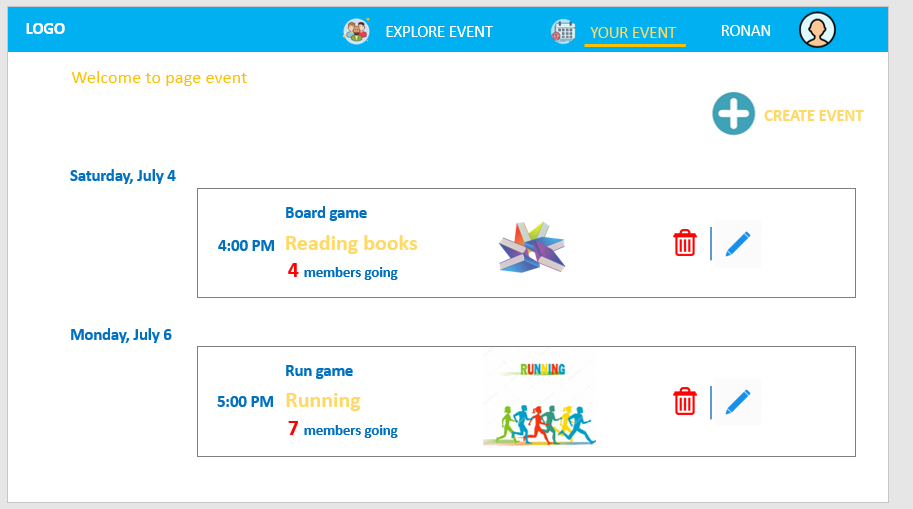 LOGO
EXPLORE EVENT
YOUR EVENT
RONAN
Welcome to page event
CREATE EVENT
Saturday, July 4
Board game
4:00 PM
Reading books
4 members going
Monday, July 6
Run game
5:00 PM
Running
7 members going
RUNNING